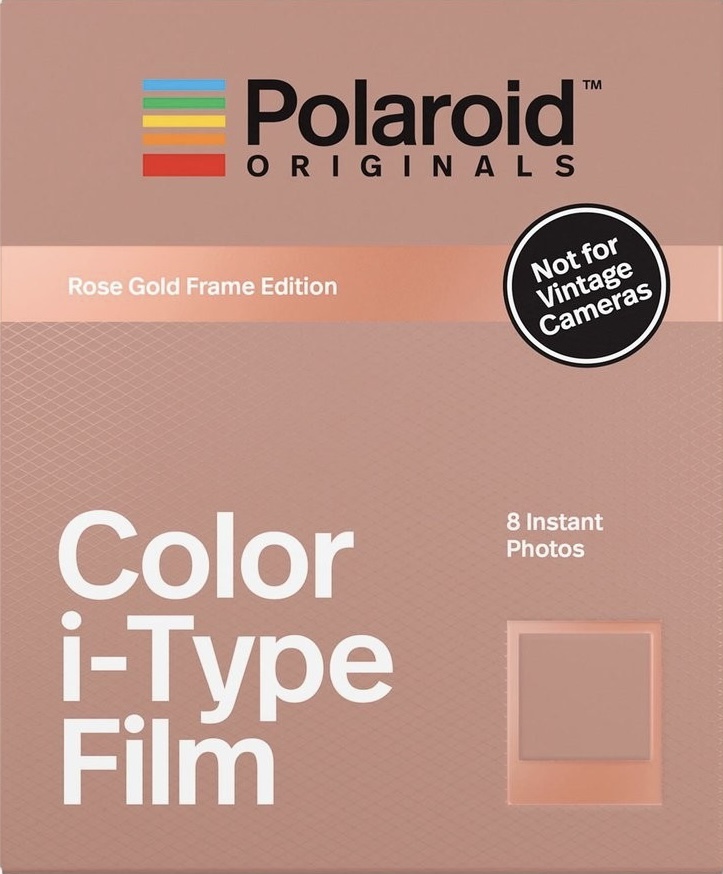 Polaroid™
ORIGINALS
Rose Gold Frame Edition
Not for
Vintage
Cameras
Color
i-Type
Film
8 Instant
Photos